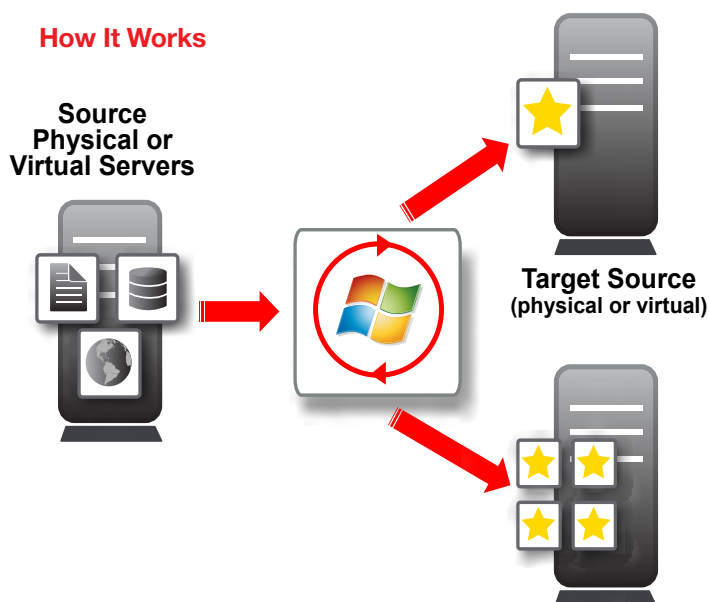 How It Works
Source
Physical or
Virtual Servers
Target Source
(physical or virtual)